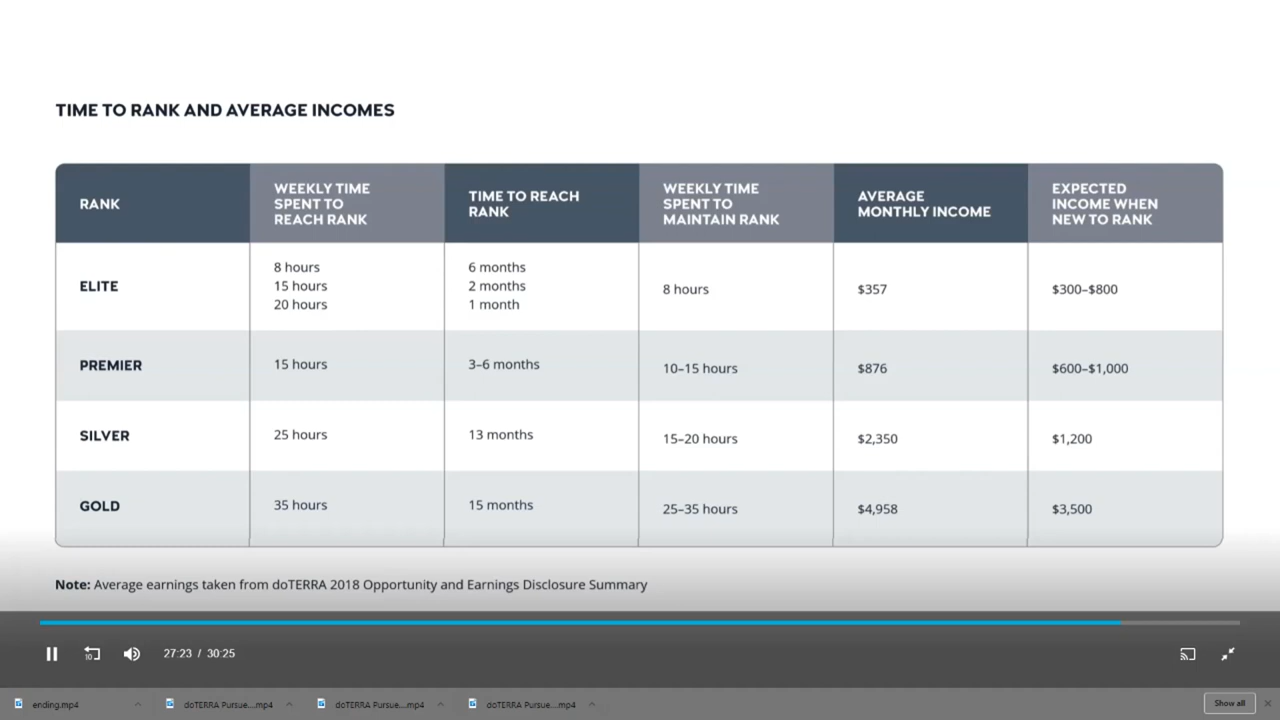 TIME TO RANK AND AVERAGE INCOMES
RANK
WEEKLY TIME
SPENT TO
REACH RANK
TIME TO REACH
RANK
WEEKLY TIME
SPENT TO
MAINTAIN RANK
AVERAGE
MONTHLY INCOME
EXPECTED
INCOME WHEN
NEW TO RANK
ELITE
8 hours
15 hours
20 hours
6 months
2 months
1 month
8 hours
$357
$300–$800
PREMIER
15 hours
3–6 months
10–15 hours
$876
$600–$1,000
SILVER
25 hours
13 months
15–20 hours
$2,350
$1,200
GOLD
35 hours
15 months
25–35 hours
$4,958
$3,500
Note: Average earnings taken from doTERRA 2018 Opportunity and Earnings Disclosure Summary
10
27:23 / 30:25
ending.mp4
doTERRA Pursue....mp4
doTERRA Pursue....mp4
doTERRA Pursue....mp4
Show all